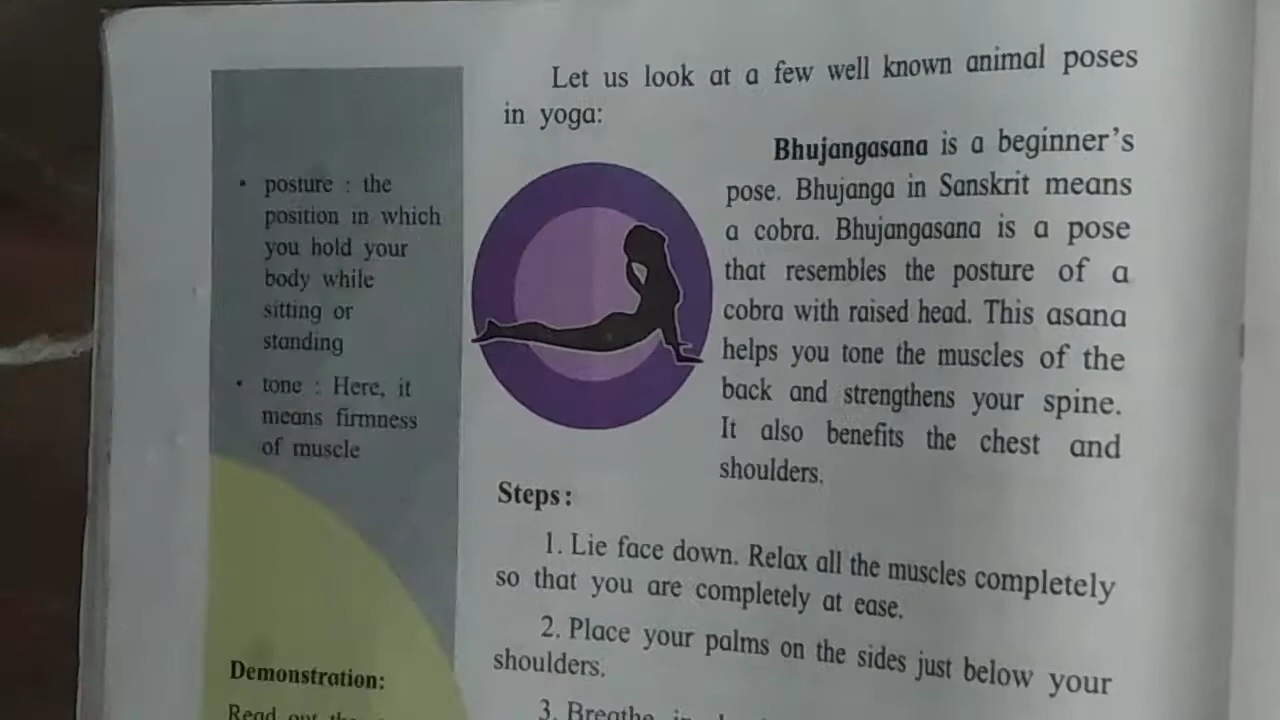 Let us look at a few well known animal poses
in yoga:
Bhujangasana is a beginner's
pose. Bhujanga in Sanskrit means
a cobra. Bhujangasana is a pose
that resembles the posture of a
cobra with raised head. This asana
helps you tone the muscles of the
back and strengthens your spine.
It also benefits the chest and
shoulders.
Steps:
1. Lie face down. Relax all the muscles completely
so that you are completely at ease.
2. Place your palms on the sides just below your
shoulders.
3. Breathe in
• posture : the
position in which
you hold your
body while
sitting or
standing
• tone : Here, it
means firmness
of muscle
Demonstration:
Read out